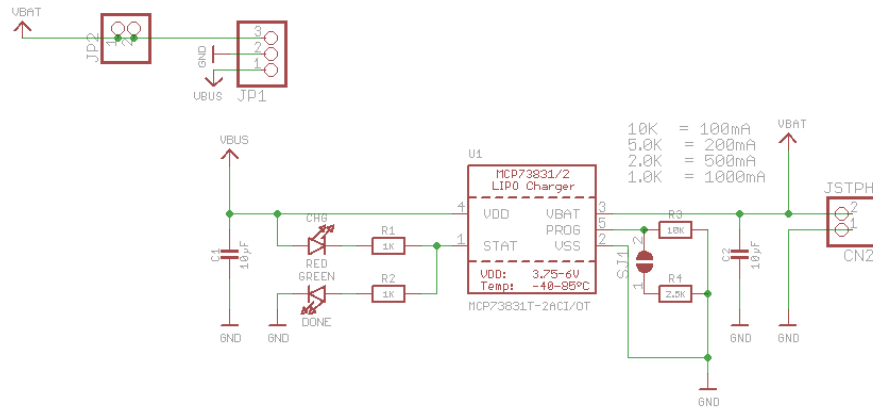 VBAT
JP2
1
2
GND
3
2
1
VBUS
JP1
10K = 100mA
5.0K = 200mA
2.0K = 500mA
1.0K = 1000mA
VBAT
VBUS
U1
MCP73831/2
LIPO Charger
JSTPH
4 VDD VBAT 3
PROG 5
1 STAT VSS 2
CHG
RED
R1
1K
R3
10K
2
1
CN2
C1
10µF
GREEN
DONE
R2
1K
VDD: 3.75-6V
Temp: -40-85ºC
MCP73831T-2ACI/OT
2
SJ1
1
R4
2.5K
C2
10µF
GND
GND
GND
GND
GND